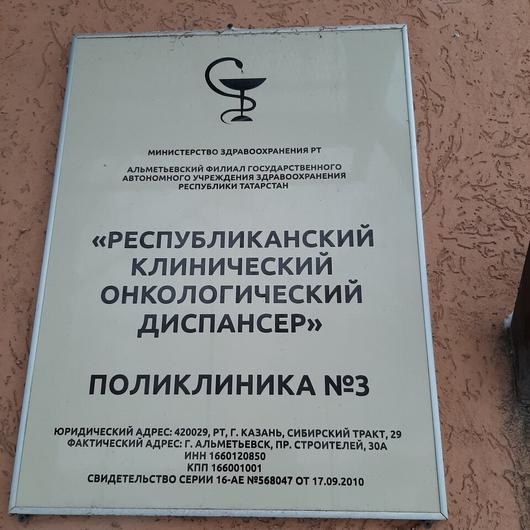 МИНИСТЕРСТВО ЗДРАВООХРАНЕНИЯ РТ
АЛЬМЕТЬЕВСКИЙ ФИЛИАЛ ГОСУДАРСТВЕННОГО
АВТОНОМНОГО УЧРЕЖДЕНИЯ ЗДРАВООХРАНЕНИЯ
РЕСПУБЛИКИ ТАТАРСТАН
«РЕСПУБЛИКАНСКИЙ
КЛИНИЧЕСКИЙ
ОНКОЛОГИЧЕСКИЙ
ДИСПАНСЕР»
ПОЛИКЛИНИКА №3
ЮРИДИЧЕСКИЙ АДРЕС: 420029, РТ, Г. КАЗАНЬ, СИБИРСКИЙ ТРАКТ, 29
ФАКТИЧЕСКИЙ АДРЕС: Г. АЛЬМЕТЬЕВСК, ПР. СТРОИТЕЛЕЙ, 30А
ИНН 1660120850
КПП 166001001
СВИДЕТЕЛЬСТВО СЕРИИ 16-АЕ №568047 ОТ 17.09.2010